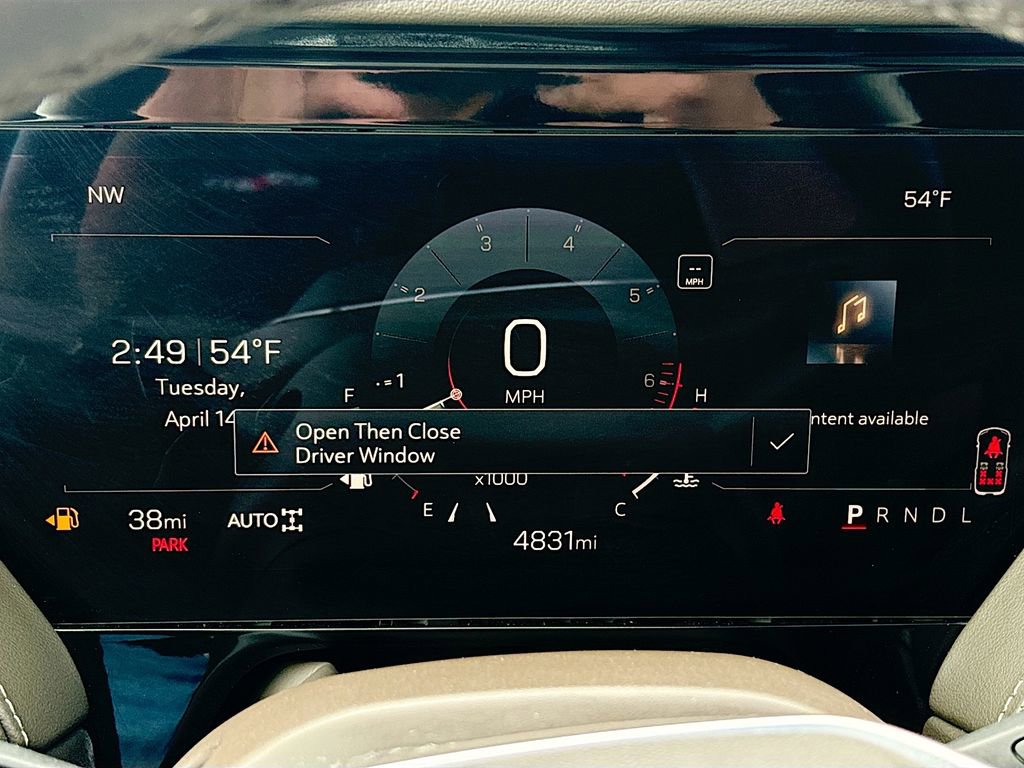 NW
54°F
3
4
2
5
--
MPH
0
2:49 | 54°F
1
6
Tuesday,
F
MPH
H
April 14
ntent available
Open Then Close
Driver Window
x1000
E
C
38mi
AUTO
P R N D L
PARK
4831mi